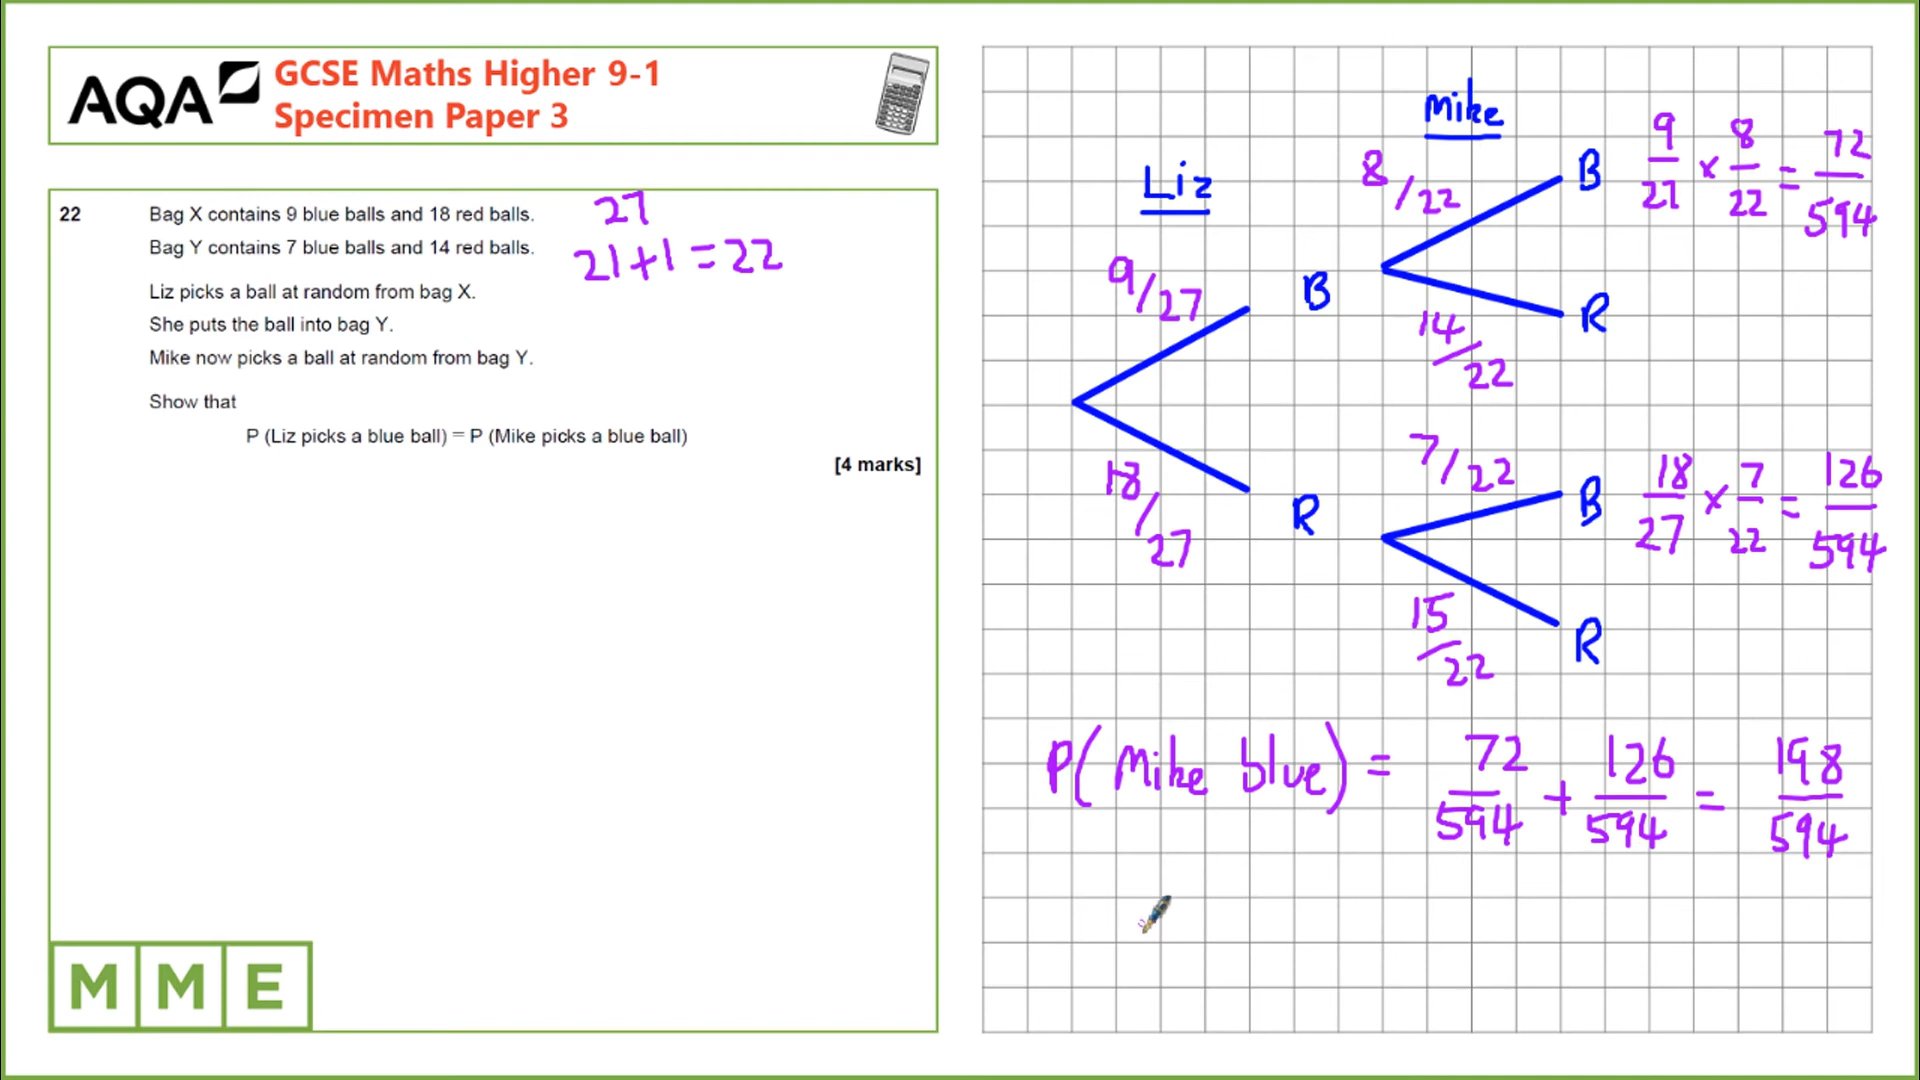 AQA
GCSE Maths Higher 9-1
Specimen Paper 3
22 Bag X contains 9 blue balls and 18 red balls. 27
Bag Y contains 7 blue balls and 14 red balls. 21+1=22
Liz picks a ball at random from bag X.
She puts the ball into bag Y.
Mike now picks a ball at random from bag Y.
Show that
P (Liz picks a blue ball) = P (Mike picks a blue ball)
[4 marks]
MME
Liz
Mike
9/27
B
18/27
R
8/22
B
9/27 × 8/22 = 72/594
14/22
R
7/22
B
18/27 × 7/22 = 126/594
15/22
R
P(Mike blue) = 72/594 + 126/594 = 198/594